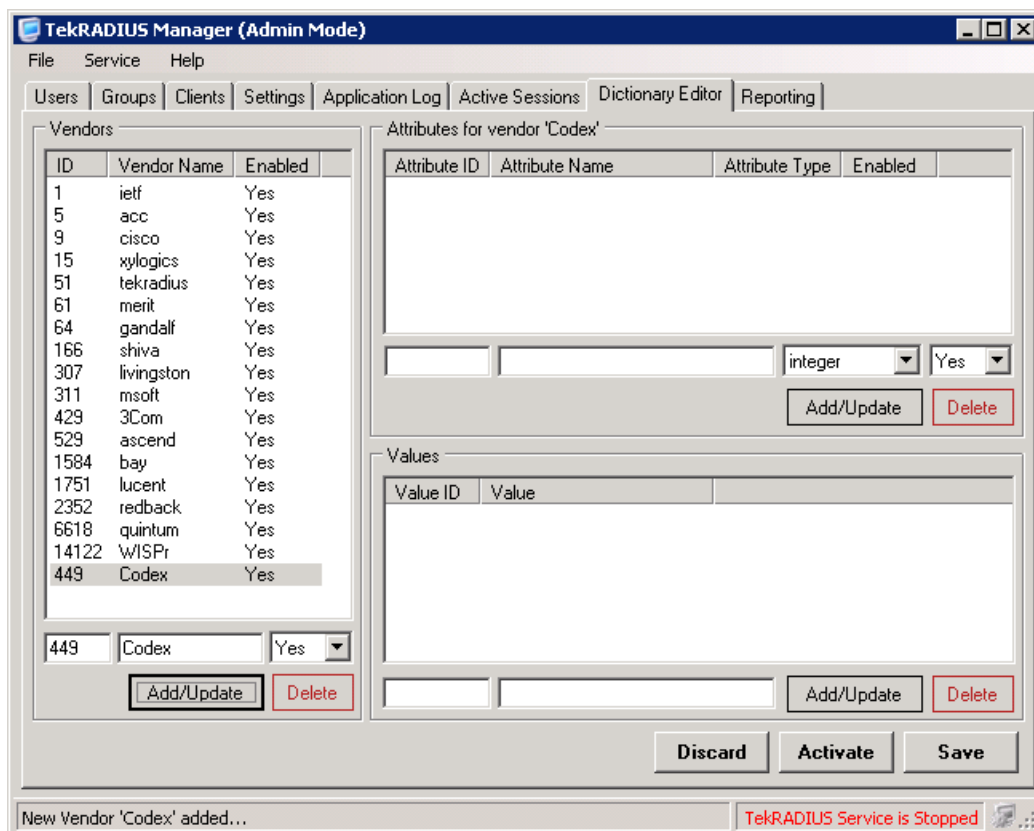 TekRADIUS Manager (Admin Mode)
File Service Help
Users Groups Clients Settings Application Log Active Sessions Dictionary Editor Reporting
Vendors
ID Vendor Name Enabled
1 ietf Yes
5 acc Yes
9 cisco Yes
15 xylogics Yes
51 tekradius Yes
61 merit Yes
64 gandalf Yes
166 shiva Yes
307 livingston Yes
311 msoft Yes
429 3Com Yes
529 ascend Yes
1584 bay Yes
1751 lucent Yes
2352 redback Yes
6618 quintum Yes
14122 WISPr Yes
449 Codex Yes
449 Codex Yes
Add/Update Delete
Attributes for vendor 'Codex'
Attribute ID Attribute Name Attribute Type Enabled
integer Yes
Add/Update Delete
Values
Value ID Value
Add/Update Delete
Discard Activate Save
New Vendor 'Codex' added... TekRADIUS Service is Stopped